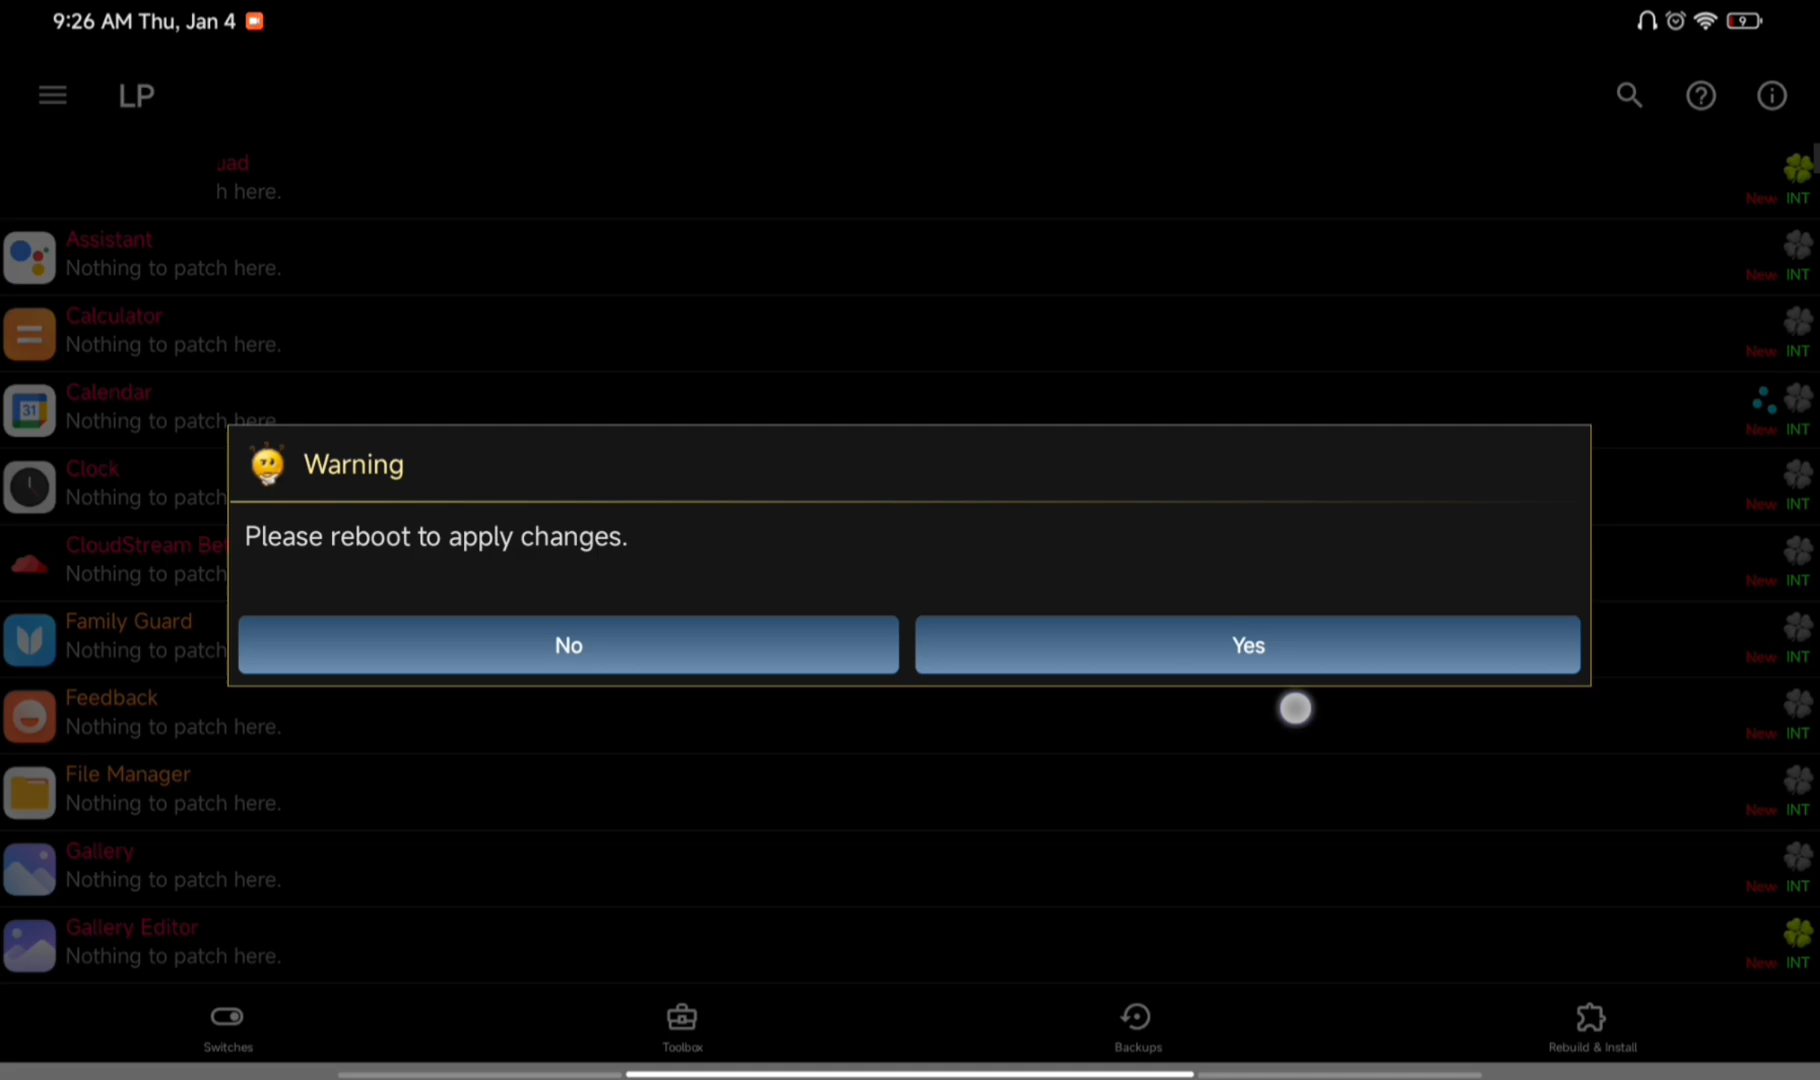 9:26 AM Thu, Jan 4
9
LP
uad
h here.
New INT
Assistant
Nothing to patch here.
New INT
Calculator
Nothing to patch here.
New INT
Calendar
31
Nothing to patch here.
New INT
Clock
Nothing to patch
New INT
CloudStream Bet
Nothing to patch
New INT
Family Guard
Nothing to patch
New INT
Warning
Please reboot to apply changes.
No
Yes
Feedback
Nothing to patch here.
New INT
File Manager
Nothing to patch here.
New INT
Gallery
Nothing to patch here.
New INT
Gallery Editor
Nothing to patch here.
New INT
Switches
Toolbox
Backups
Rebuild & Install